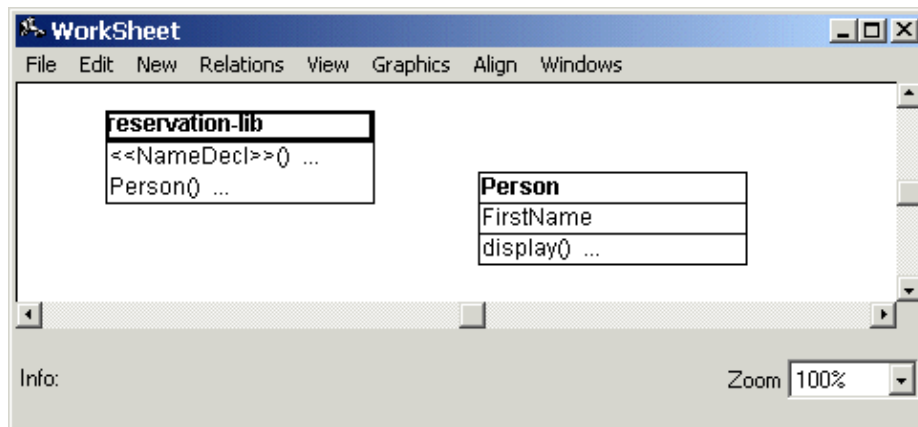 WorkSheet
File Edit New Relations View Graphics Align Windows
reservation-lib
<<NameDecl>>() ...
Person() ...
Person
FirstName
display() ...
Info:
Zoom 100%